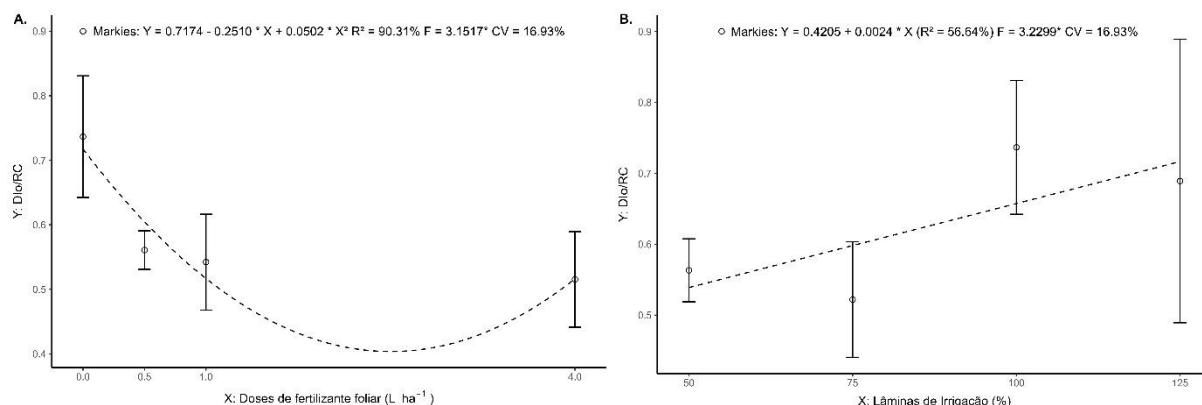 A.
Markies: Y = 0.7174 - 0.2510 * X + 0.0502 * X² R² = 90.31% F = 3.1517* CV = 16.93%
0.9
0.8
0.7
0.6
0.5
0.4
Y: DIo/RC
0.0 0.5 1.0 4.0
X: Doses de fertilizante foliar (L ha⁻¹)
B.
Markies: Y = 0.4205 + 0.0024 * X (R² = 56.64%) F = 3.2299* CV = 16.93%
0.9
0.8
0.7
0.6
0.5
Y: DIo/RC
50 75 100 125
X: Lâminas de Irrigação (%)